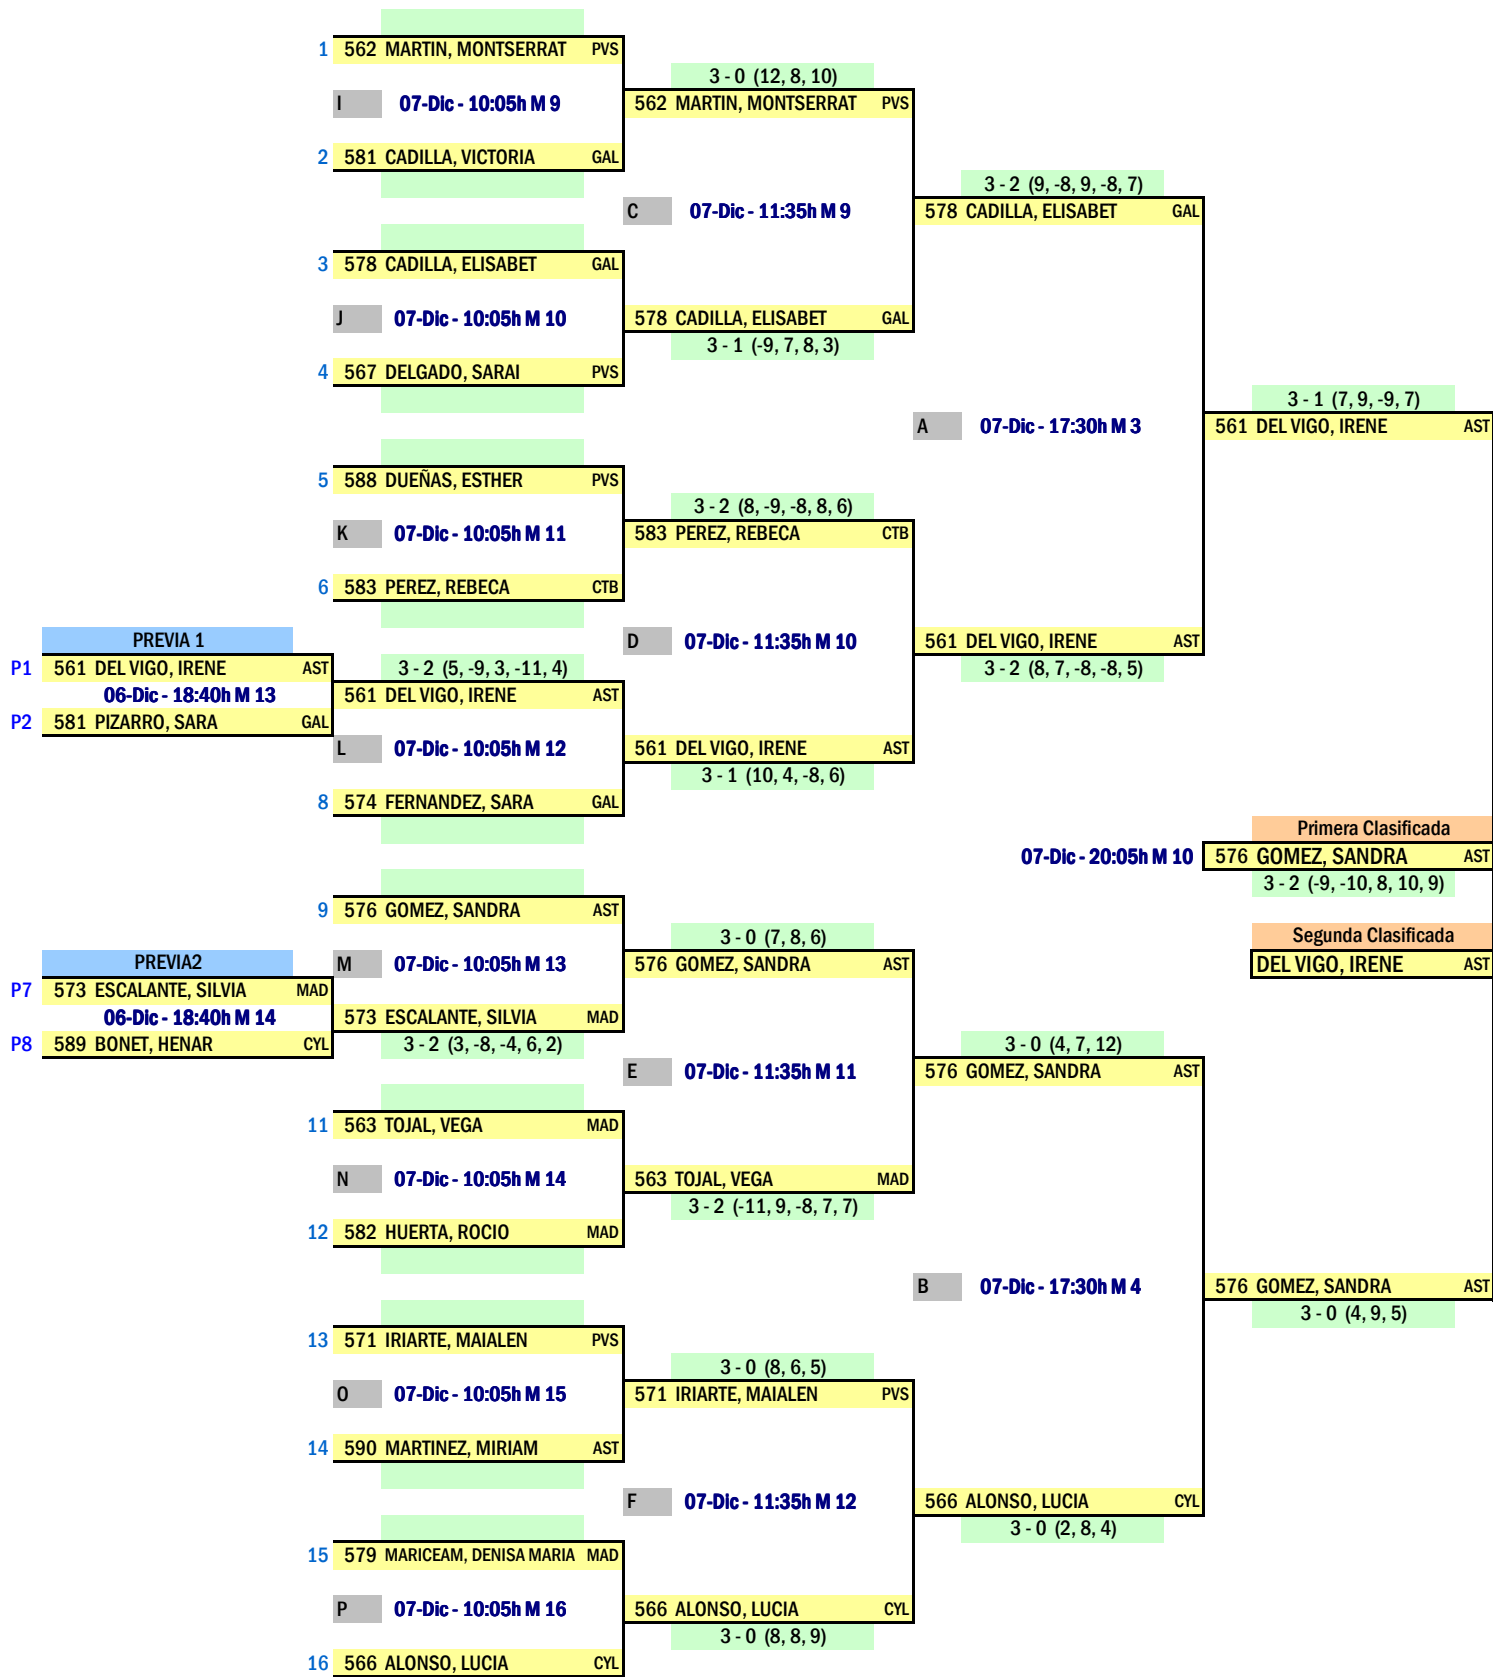 1 562 MARTIN, MONTSERRAT PVS
3 - 0 (12, 8, 10)
I 07-Dic - 10:05h M 9
562 MARTIN, MONTSERRAT PVS
2 581 CADILLA, VICTORIA GAL
3 - 2 (9, -8, 9, -8, 7)
C 07-Dic - 11:35h M 9
578 CADILLA, ELISABET GAL
3 578 CADILLA, ELISABET GAL
J 07-Dic - 10:05h M 10
578 CADILLA, ELISABET GAL
3 - 1 (-9, 7, 8, 3)
4 567 DELGADO, SARAI PVS
3 - 1 (7, 9, -9, 7)
A 07-Dic - 17:30h M 3
561 DEL VIGO, IRENE AST
5 588 DUEÑAS, ESTHER PVS
3 - 2 (8, -9, -8, 8, 6)
K 07-Dic - 10:05h M 11
583 PEREZ, REBECA CTB
6 583 PEREZ, REBECA CTB
PREVIA 1
D 07-Dic - 11:35h M 10
561 DEL VIGO, IRENE AST
P1 561 DEL VIGO, IRENE AST
3 - 2 (5, -9, 3, -11, 4)
3 - 2 (8, 7, -8, -8, 5)
06-Dic - 18:40h M 13
561 DEL VIGO, IRENE AST
P2 581 PIZARRO, SARA GAL
L 07-Dic - 10:05h M 12
561 DEL VIGO, IRENE AST
3 - 1 (10, 4, -8, 6)
8 574 FERNANDEZ, SARA GAL
Primera Clasificada
07-Dic - 20:05h M 10
576 GOMEZ, SANDRA AST
3 - 2 (-9, -10, 8, 10, 9)
9 576 GOMEZ, SANDRA AST
3 - 0 (7, 8, 6)
Segunda Clasificada
PREVIA2
M 07-Dic - 10:05h M 13
576 GOMEZ, SANDRA AST
DEL VIGO, IRENE AST
P7 573 ESCALANTE, SILVIA MAD
06-Dic - 18:40h M 14
573 ESCALANTE, SILVIA MAD
P8 589 BONET, HENAR CYL
3 - 2 (3, -8, -4, 6, 2)
3 - 0 (4, 7, 12)
E 07-Dic - 11:35h M 11
576 GOMEZ, SANDRA AST
11 563 TOJAL, VEGA MAD
N 07-Dic - 10:05h M 14
563 TOJAL, VEGA MAD
3 - 2 (-11, 9, -8, 7, 7)
12 582 HUERTA, ROCIO MAD
B 07-Dic - 17:30h M 4
576 GOMEZ, SANDRA AST
3 - 0 (4, 9, 5)
13 571 IRIARTE, MAIALEN PVS
3 - 0 (8, 6, 5)
O 07-Dic - 10:05h M 15
571 IRIARTE, MAIALEN PVS
14 590 MARTINEZ, MIRIAM AST
F 07-Dic - 11:35h M 12
566 ALONSO, LUCIA CYL
3 - 0 (2, 8, 4)
15 579 MARICEAM, DENISA MARIA MAD
P 07-Dic - 10:05h M 16
566 ALONSO, LUCIA CYL
3 - 0 (8, 8, 9)
16 566 ALONSO, LUCIA CYL